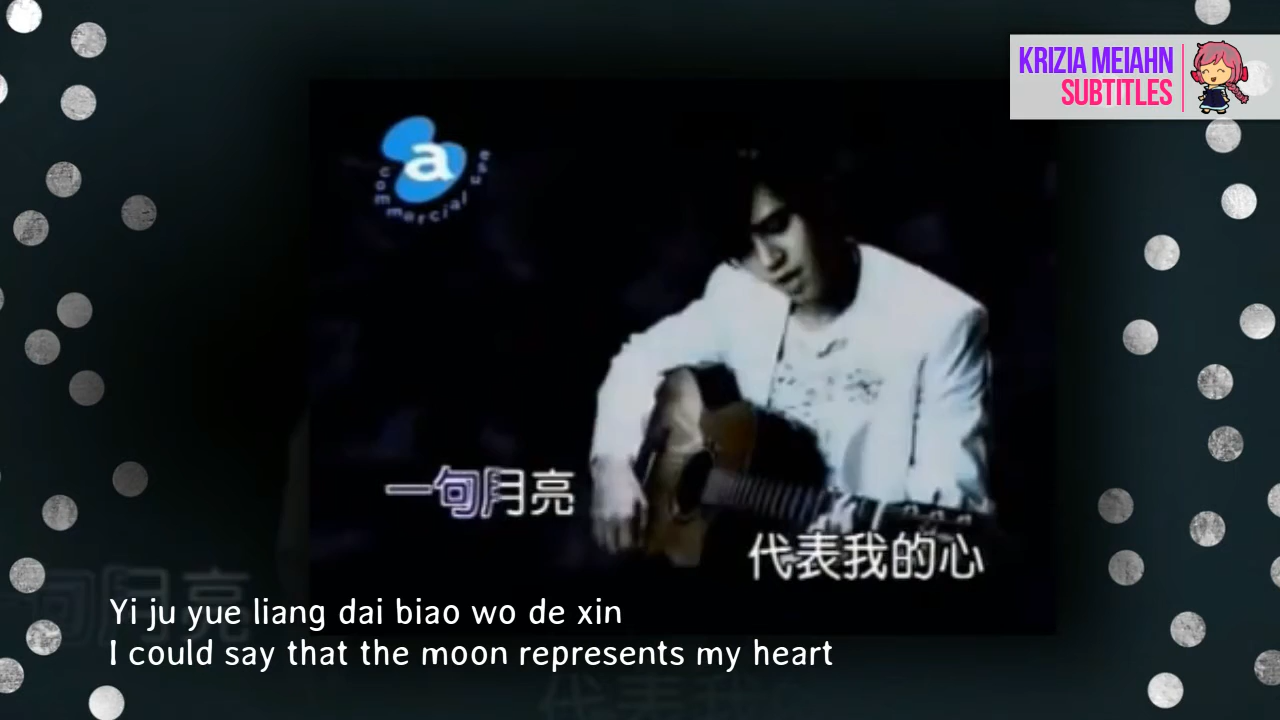 KRIZIA MEIAHN
SUBTITLES
a
commercial use
一句月亮
代表我的心
Yi ju yue liang dai biao wo de xin
I could say that the moon represents my heart